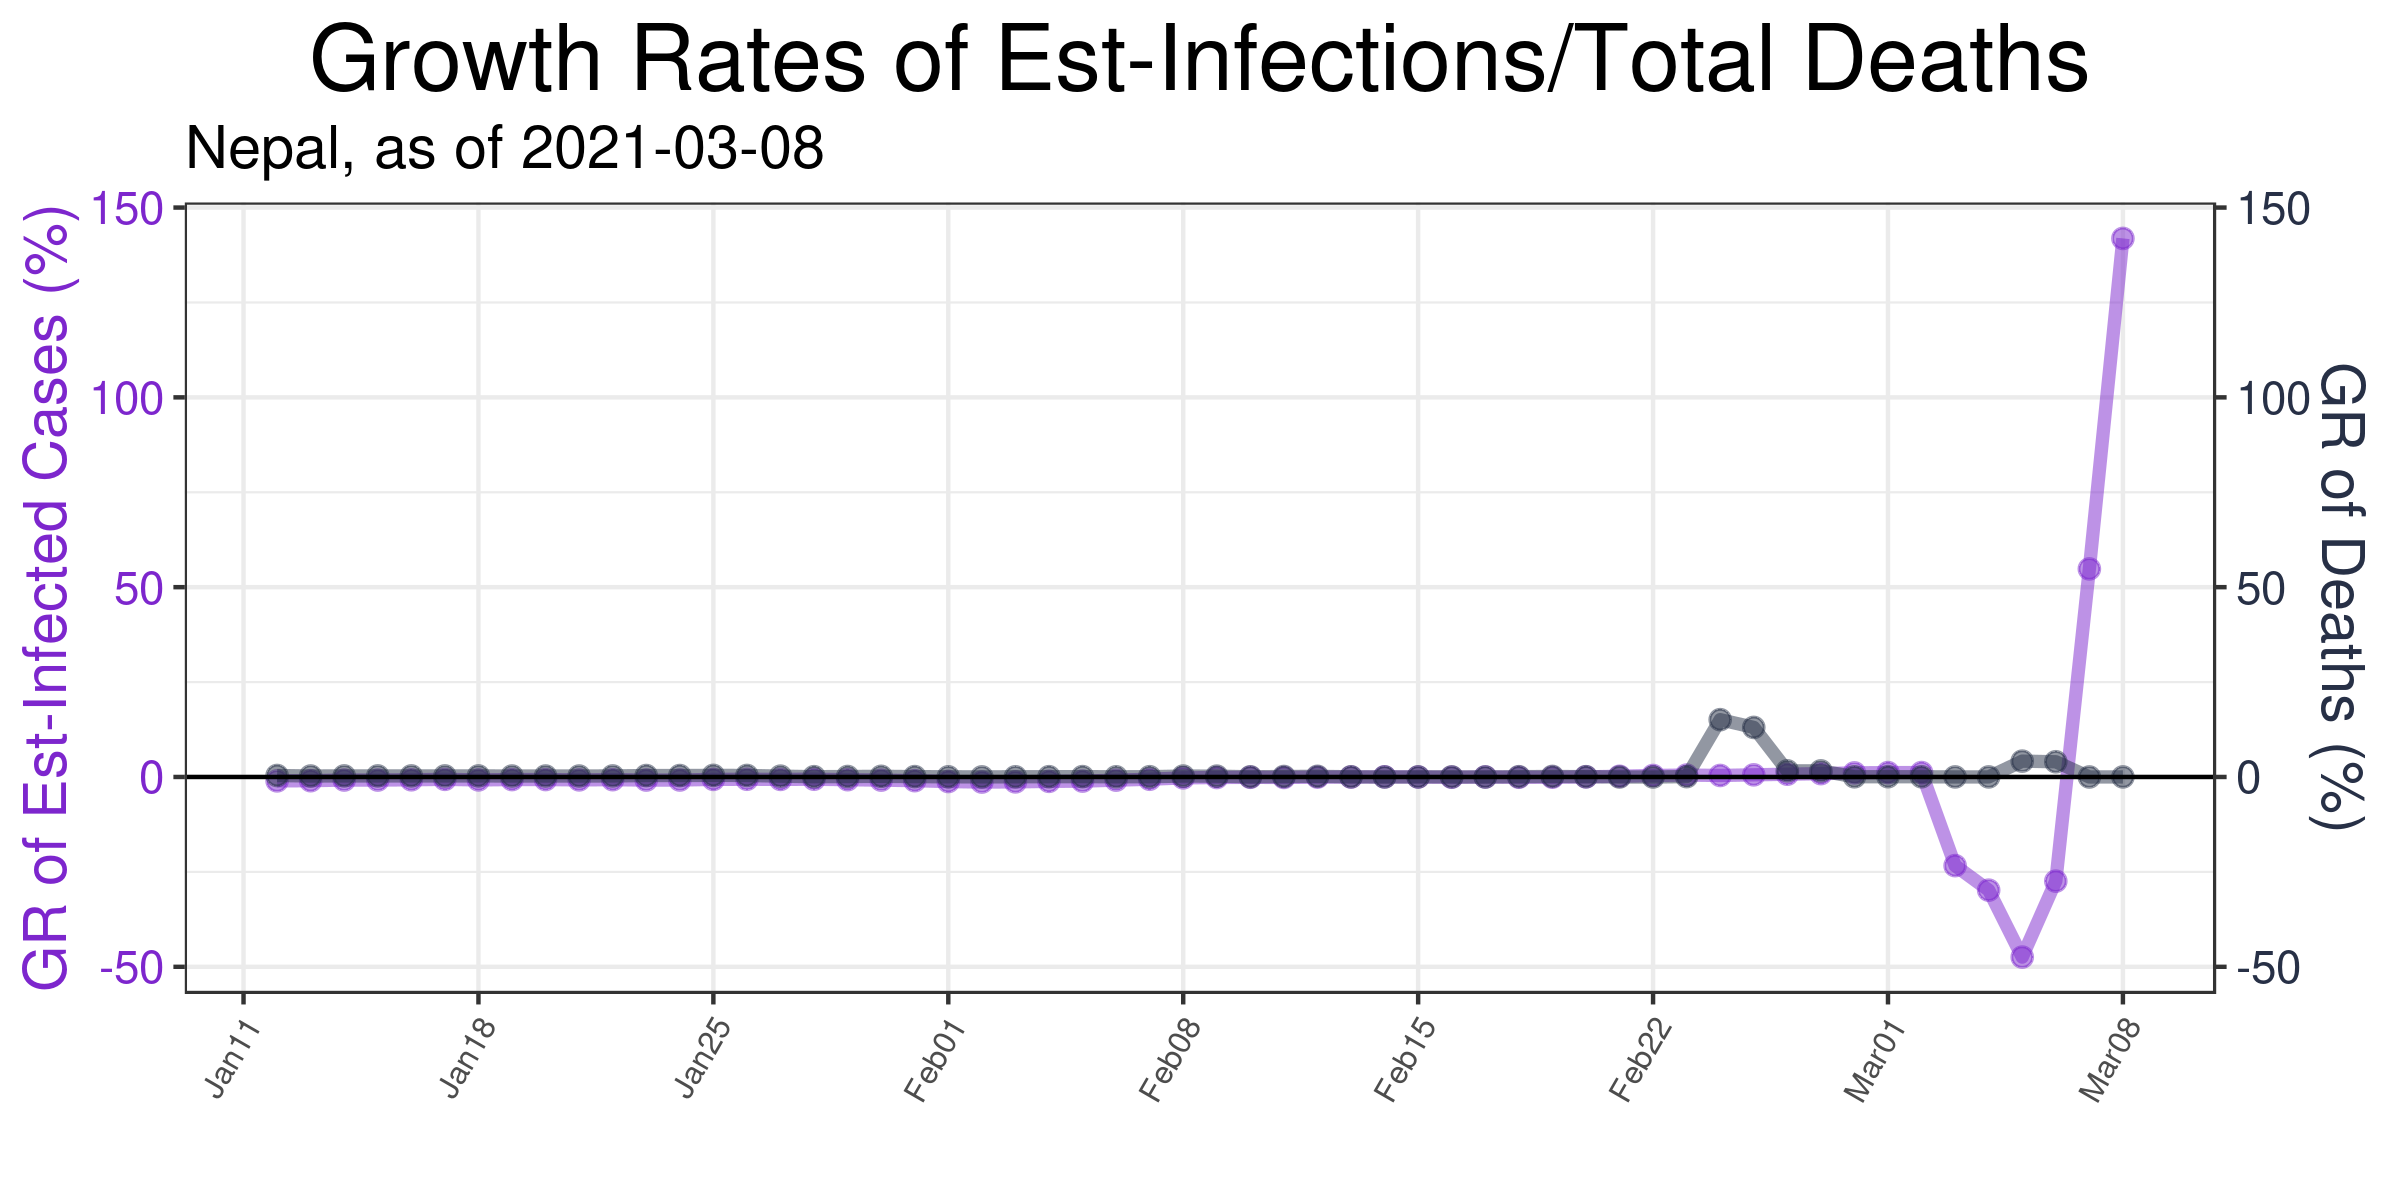 Growth Rates of Est-Infections/Total Deaths
Nepal, as of 2021-03-08
GR of Est-Infected Cases (%)
150
100
50
0
-50
150
100
50
0
-50
GR of Deaths (%)
Jan11
Jan18
Jan25
Feb01
Feb08
Feb15
Feb22
Mar01
Mar08